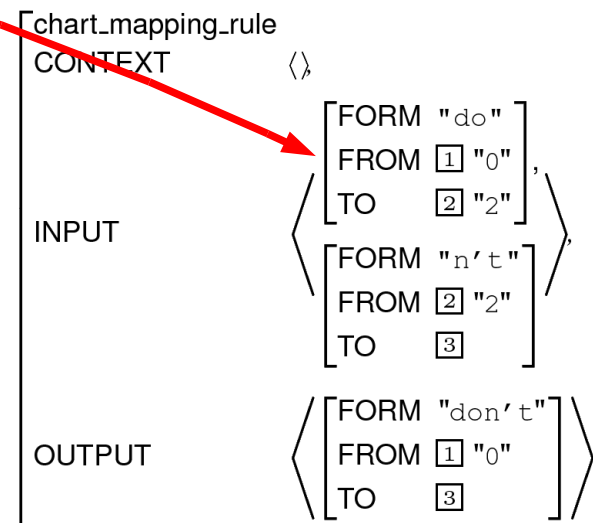 chart_mapping_rule
CONTEXT ⟨⟩,
FORM "do"
FROM 1 "0" ,
TO 2 "2"
INPUT ,
FORM "n't"
FROM 2 "2"
TO 3
FORM "don't"
FROM 1 "0"
OUTPUT
TO 3